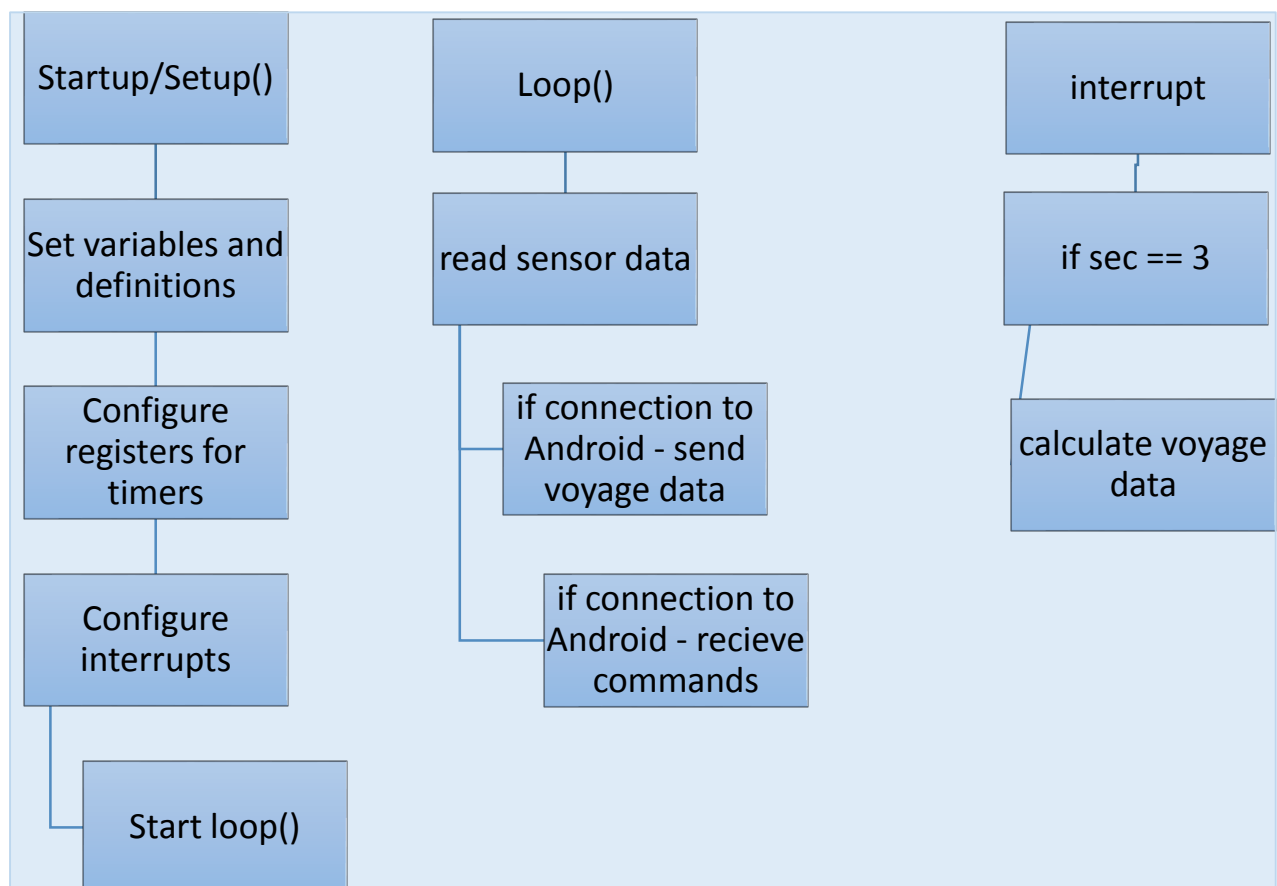 Startup/Setup()
Set variables and
definitions
Configure
registers for
timers
Configure
interrupts
Start loop()
Loop()
read sensor data
if connection to
Android - send
voyage data
if connection to
Android - recieve
commands
interrupt
if sec == 3
calculate voyage
data